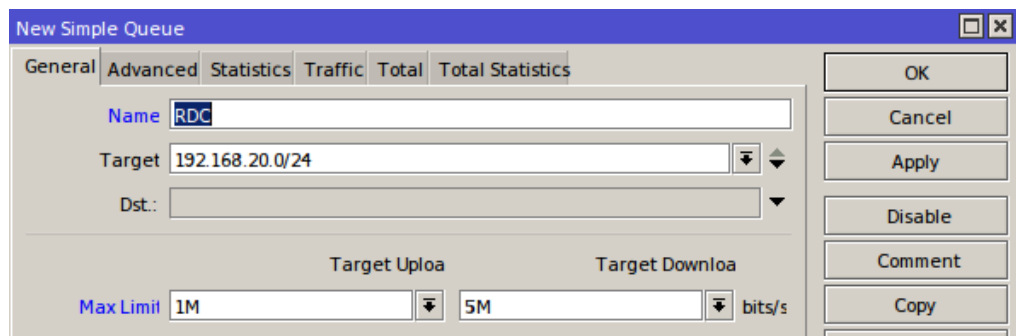 New Simple Queue
General Advanced Statistics Traffic Total Total Statistics
OK
Name RDC
Cancel
Target 192.168.20.0/24
Apply
Dst.:
Disable
Target Uploa Target Downloa
Comment
Max Limit 1M 5M bits/s
Copy